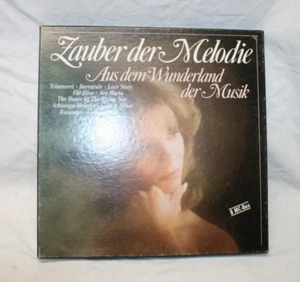 Zauber der Melodie
Aus dem Wunderland
der Musik
Träumerei · Barcarole · Love Story
Für Elise · Ave Maria
The House Of The Rising Sun